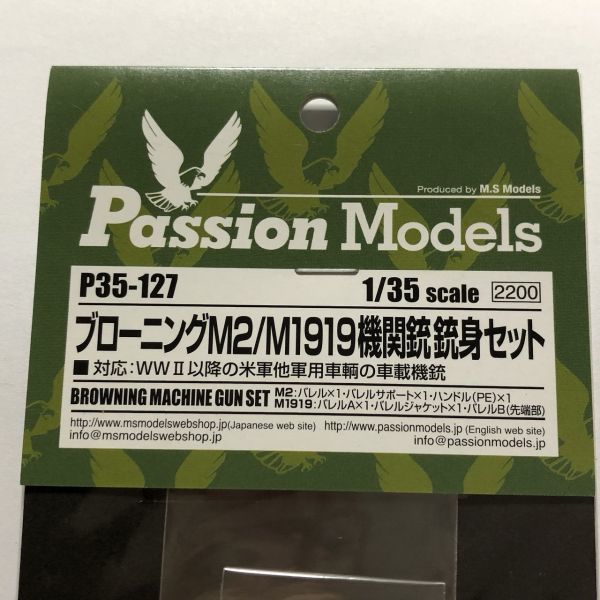 Produced by M.S Models
Passion Models
P35-127 1/35 scale 2200
ブローニングM2/M1919機関銃銃身セット
■ 対応:WWⅡ以降の米軍他軍用車輌の車載機銃
BROWNING MACHINE GUN SET M2:バレル×1・バレルサポート×1・ハンドル(PE)×1
M1919:バレルA×1・バレルジャケット×1・バレルB(先端部)
http://www.msmodelswebshop.jp(Japanese web site) http://www.passionmodels.jp (English web site)
info@msmodelswebshop.jp info@passionmodels.jp